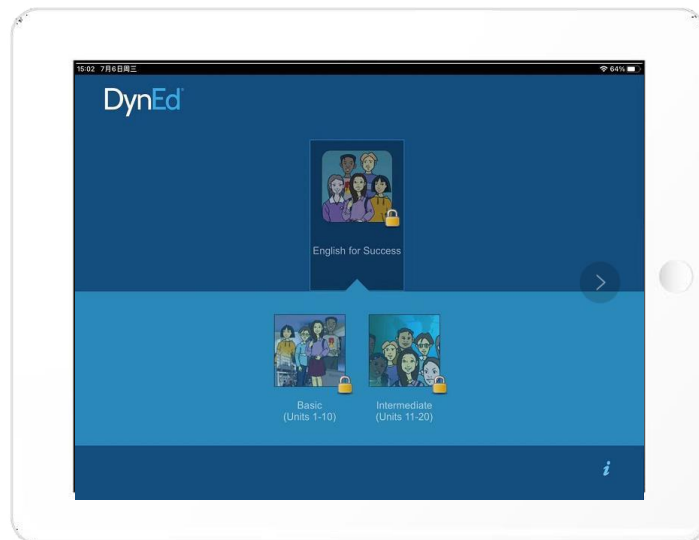 15:02 7月6日周三
64%
DynEd
English for Success
Basic
(Units 1-10)
Intermediate
(Units 11-20)
i